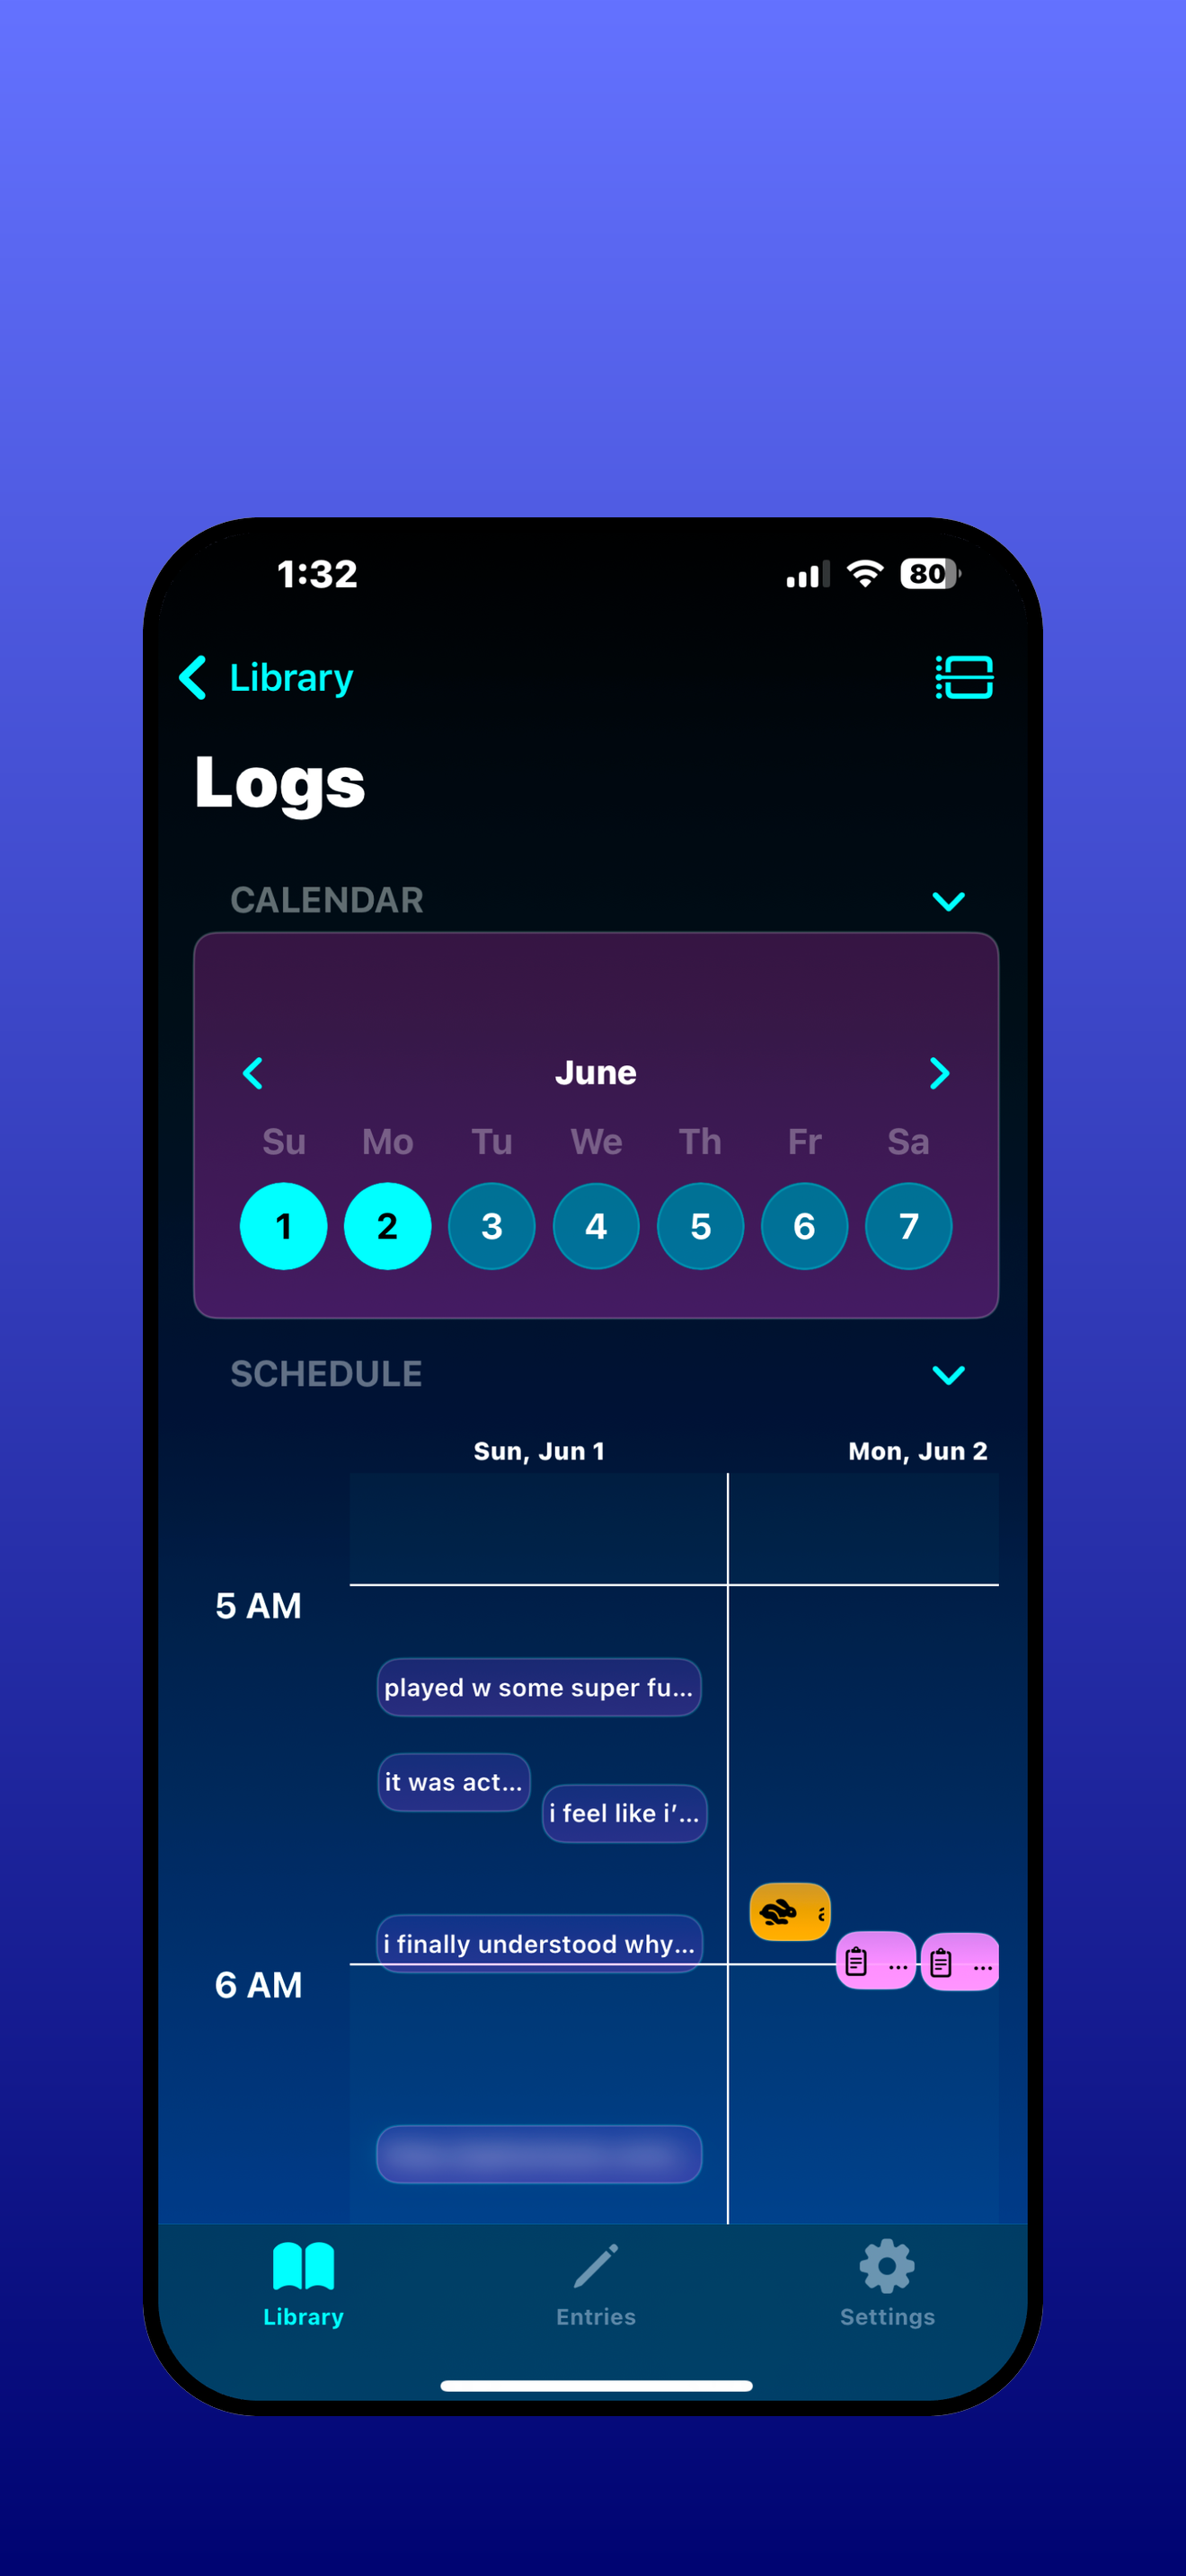 1:32
80
Library
Logs
CALENDAR
June
Su Mo Tu We Th Fr Sa
1 2 3 4 5 6 7
SCHEDULE
Sun, Jun 1 Mon, Jun 2
5 AM
played w some super fu...
it was act...
i feel like i’...
i finally understood why...
6 AM
... ...
Library Entries Settings